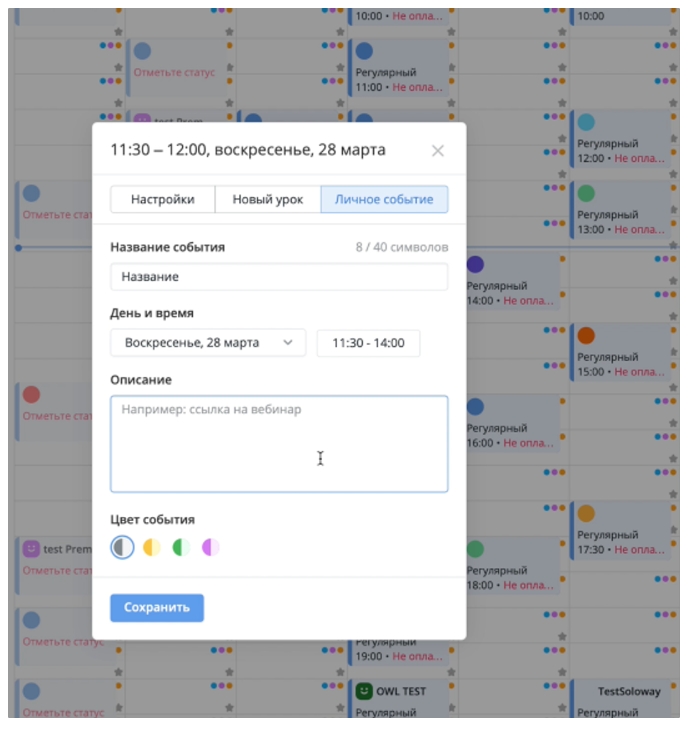 10:00 • Не опла...
10:00
Отметьте статус
Регулярный
11:00 • Не опла...
test Prem
11:30 – 12:00, воскресенье, 28 марта
Настройки
Новый урок
Личное событие
Название события
8 / 40 символов
Название
День и время
Воскресенье, 28 марта
11:30 - 14:00
Описание
Например: ссылка на вебинар
Цвет события
Сохранить
Регулярный
12:00 • Не опла...
Отметьте стат
Регулярный
13:00 • Не опла...
Регулярный
14:00 • Не опла...
Регулярный
15:00 • Не опла...
Отметьте стат
Регулярный
16:00 • Не опла...
Регулярный
17:30 • Не опла...
test Prem
Отметьте стат
Регулярный
18:00 • Не опла...
Отметьте статус
Регулярный
19:00 • Не опла...
Отметьте статус
OWL TEST
Регулярный
TestSoloway
Регулярный